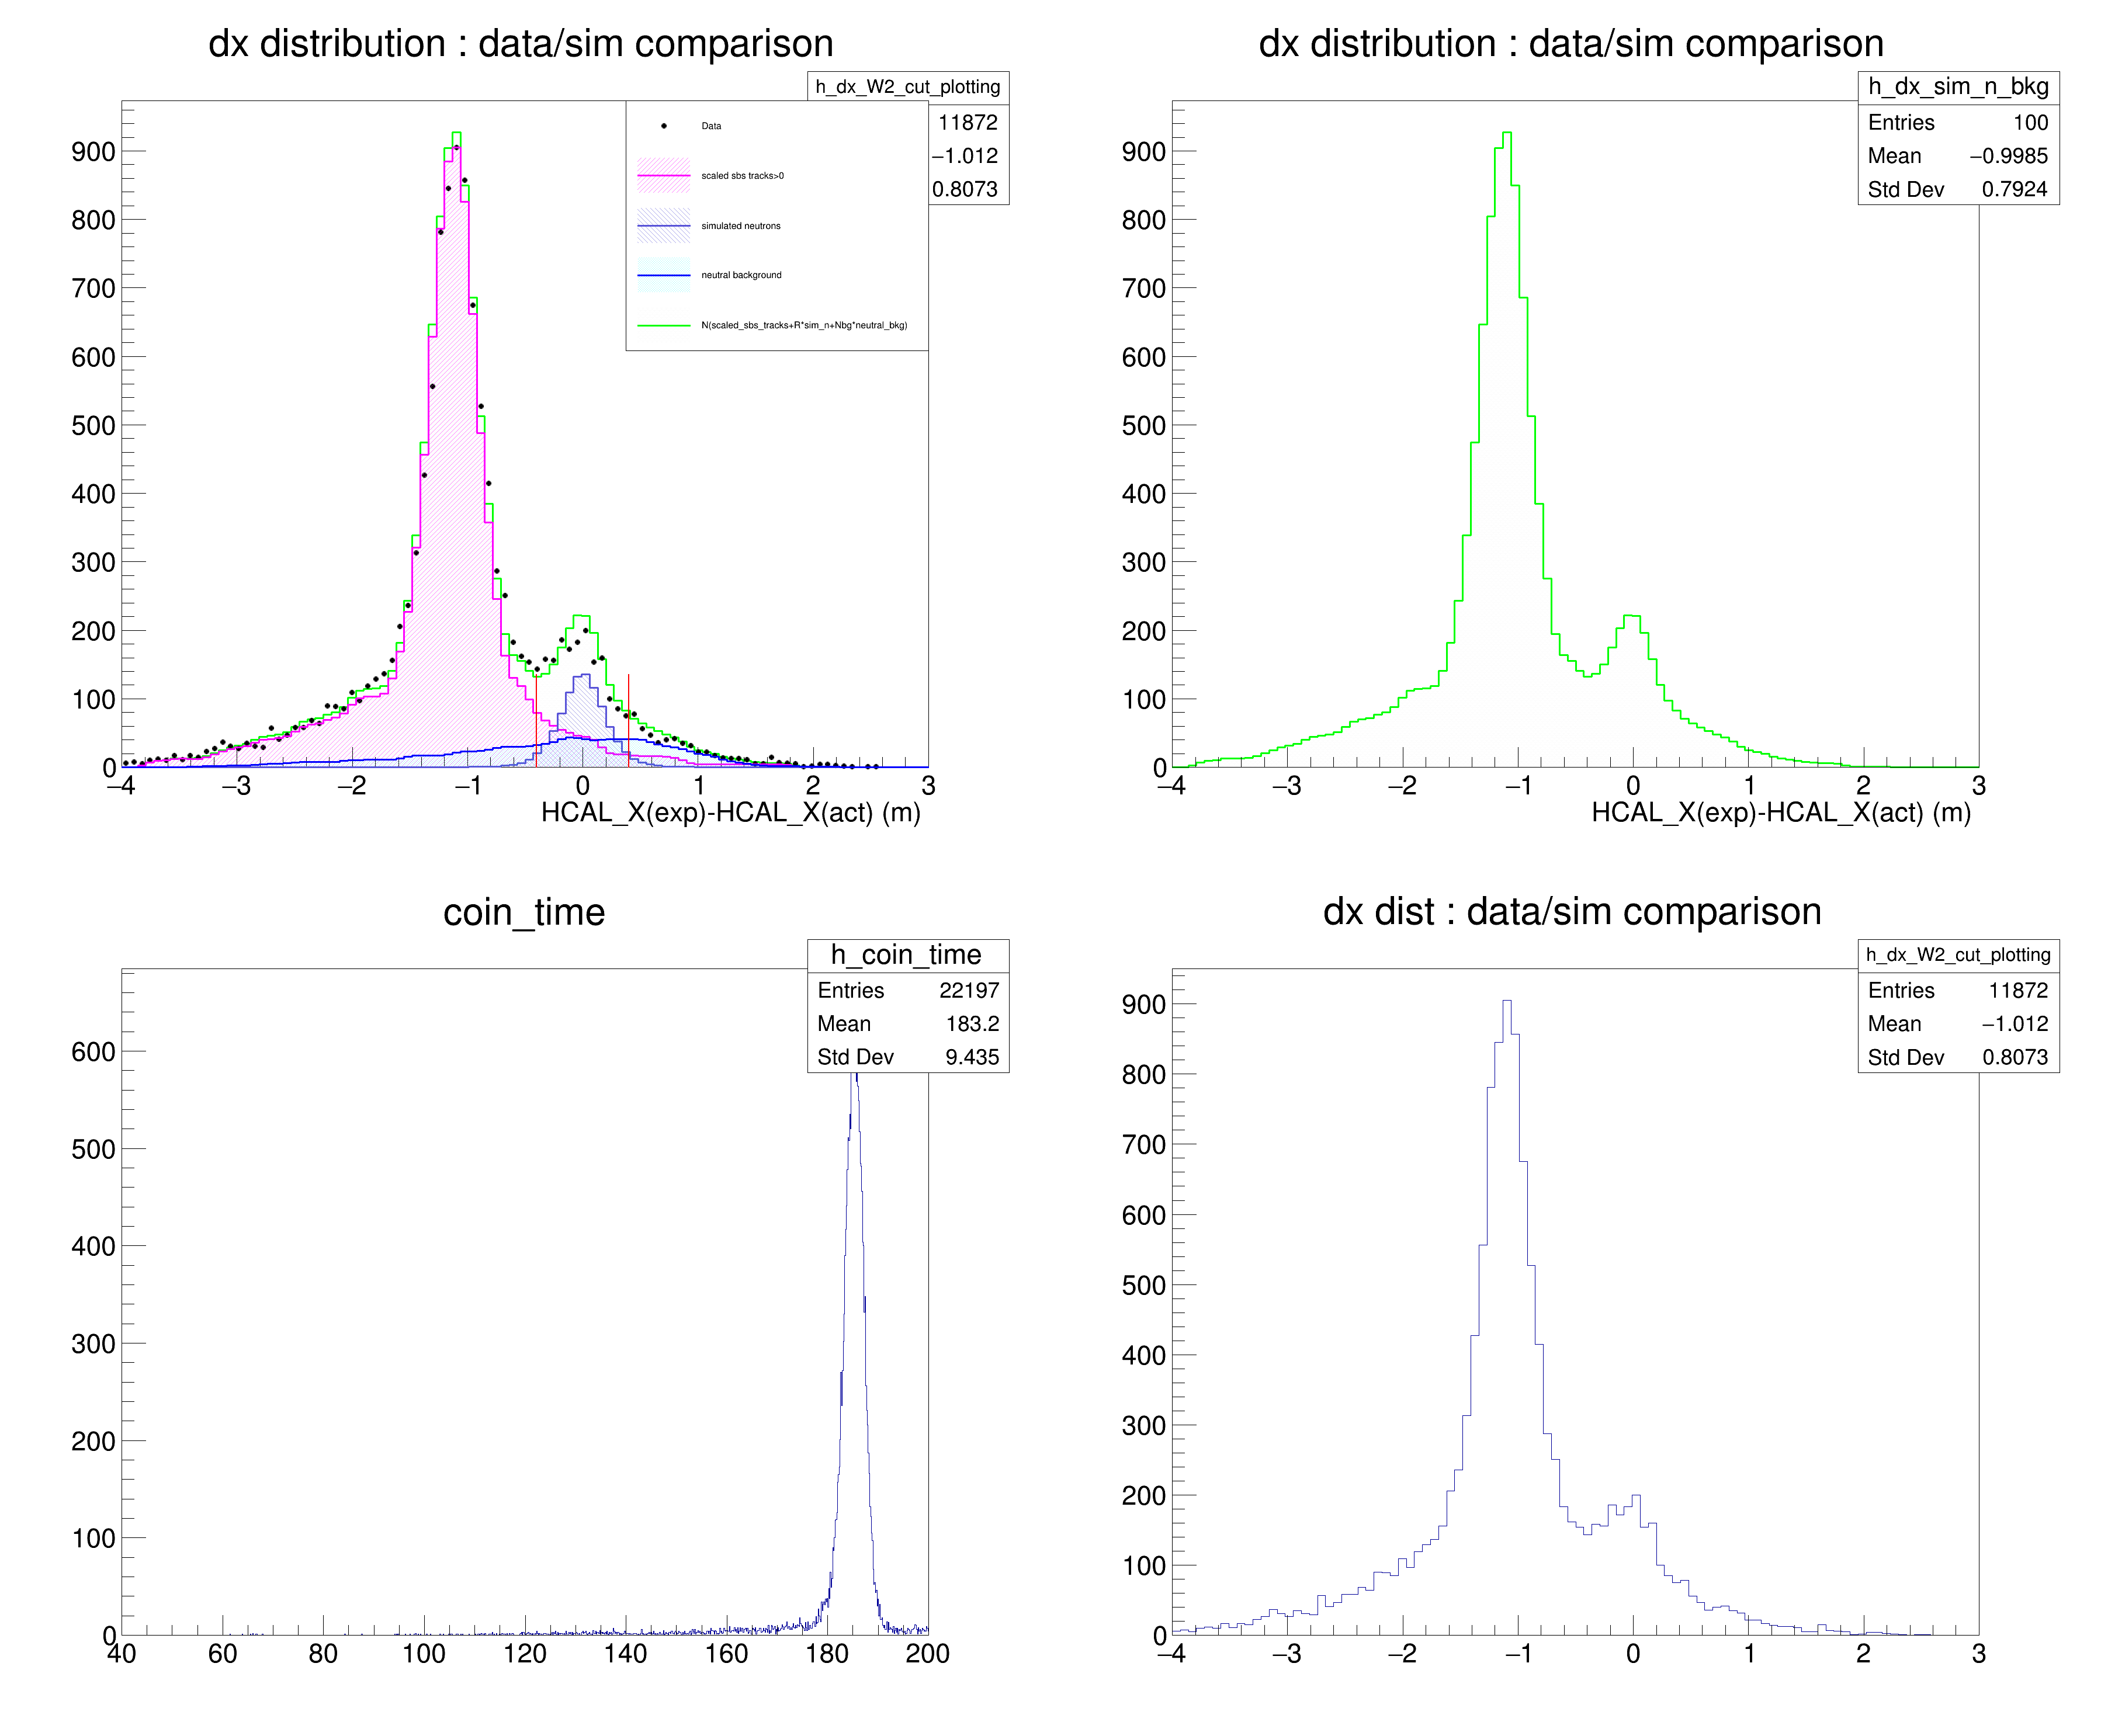 dx distribution : data/sim comparison
h_dx_W2_cut_plotting
11872
−1.012
0.8073
Data
scaled sbs tracks>0
simulated neutrons
neutral background
N(scaled_sbs_tracks+R*sim_n+Nbg*neutral_bkg)
900
800
700
600
500
400
300
200
100
0
−4 −3 −2 −1 0 1 2 3
HCAL_X(exp)-HCAL_X(act) (m)
dx distribution : data/sim comparison
h_dx_sim_n_bkg
Entries 100
Mean −0.9985
Std Dev 0.7924
900
800
700
600
500
400
300
200
100
0
−4 −3 −2 −1 0 1 2 3
HCAL_X(exp)-HCAL_X(act) (m)
coin_time
h_coin_time
Entries 22197
Mean 183.2
Std Dev 9.435
600
500
400
300
200
100
0
40 60 80 100 120 140 160 180 200
dx dist : data/sim comparison
h_dx_W2_cut_plotting
Entries 11872
Mean −1.012
Std Dev 0.8073
900
800
700
600
500
400
300
200
100
0
−4 −3 −2 −1 0 1 2 3